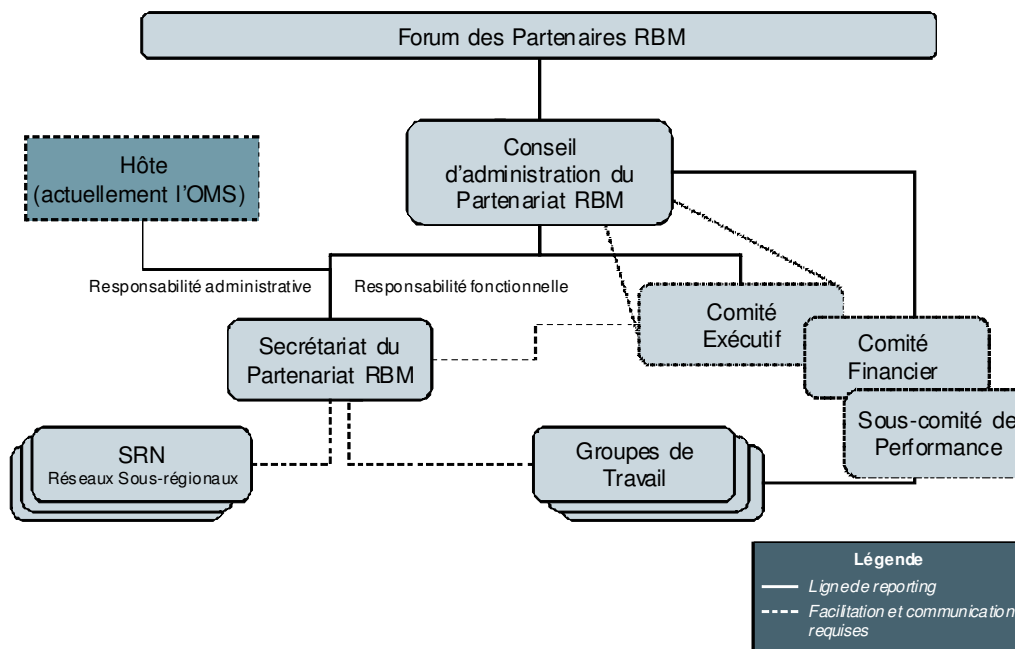 Forum des Partenaires RBM
Conseil
d'administration du
Partenariat RBM
Hôte
(actuellement l'OMS)
Responsabilité administrative
Responsabilité fonctionnelle
Comité
Exécutif
Secrétariat du
Partenariat RBM
Comité
Financier
Sous-comité de
Performance
SRN
Réseaux Sous-régionaux
Groupes de
Travail
Légende
Ligne de reporting
Facilitation et communication
requises